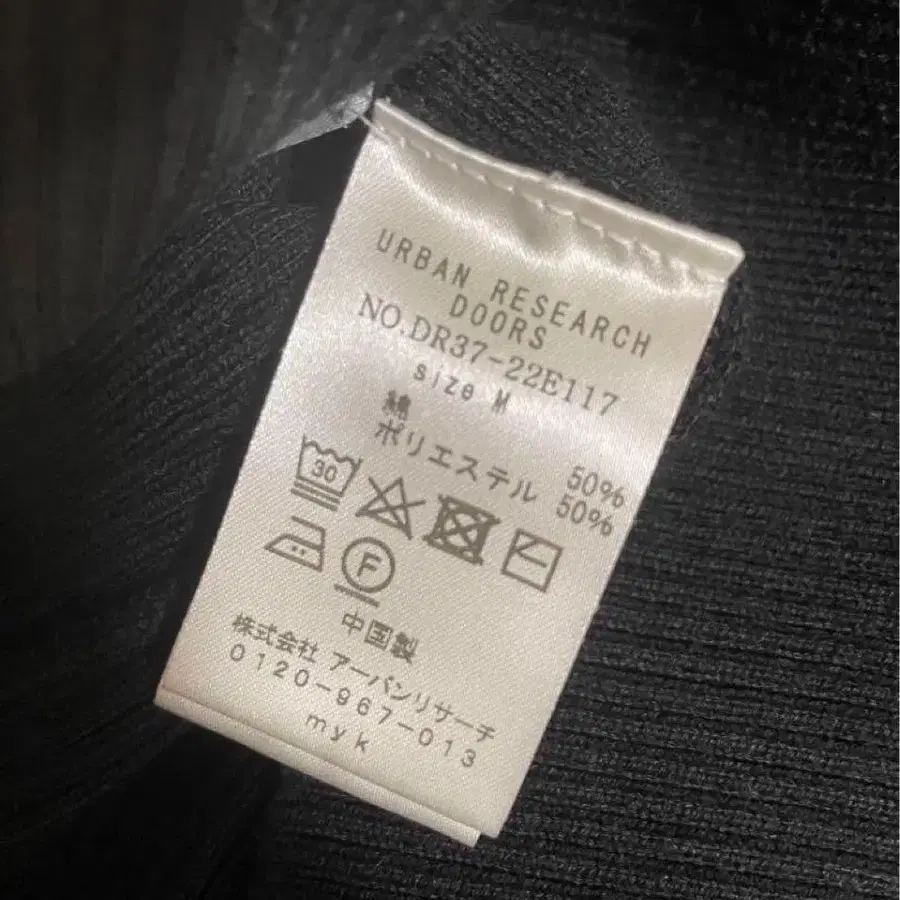 URBAN RESEARCH
DOORS
NO.DR37-22E117
size M
綿 50%
ポリエステル 50%
30
F
中国製
株式会社 アーバンリサーチ
0120-967-013
myk